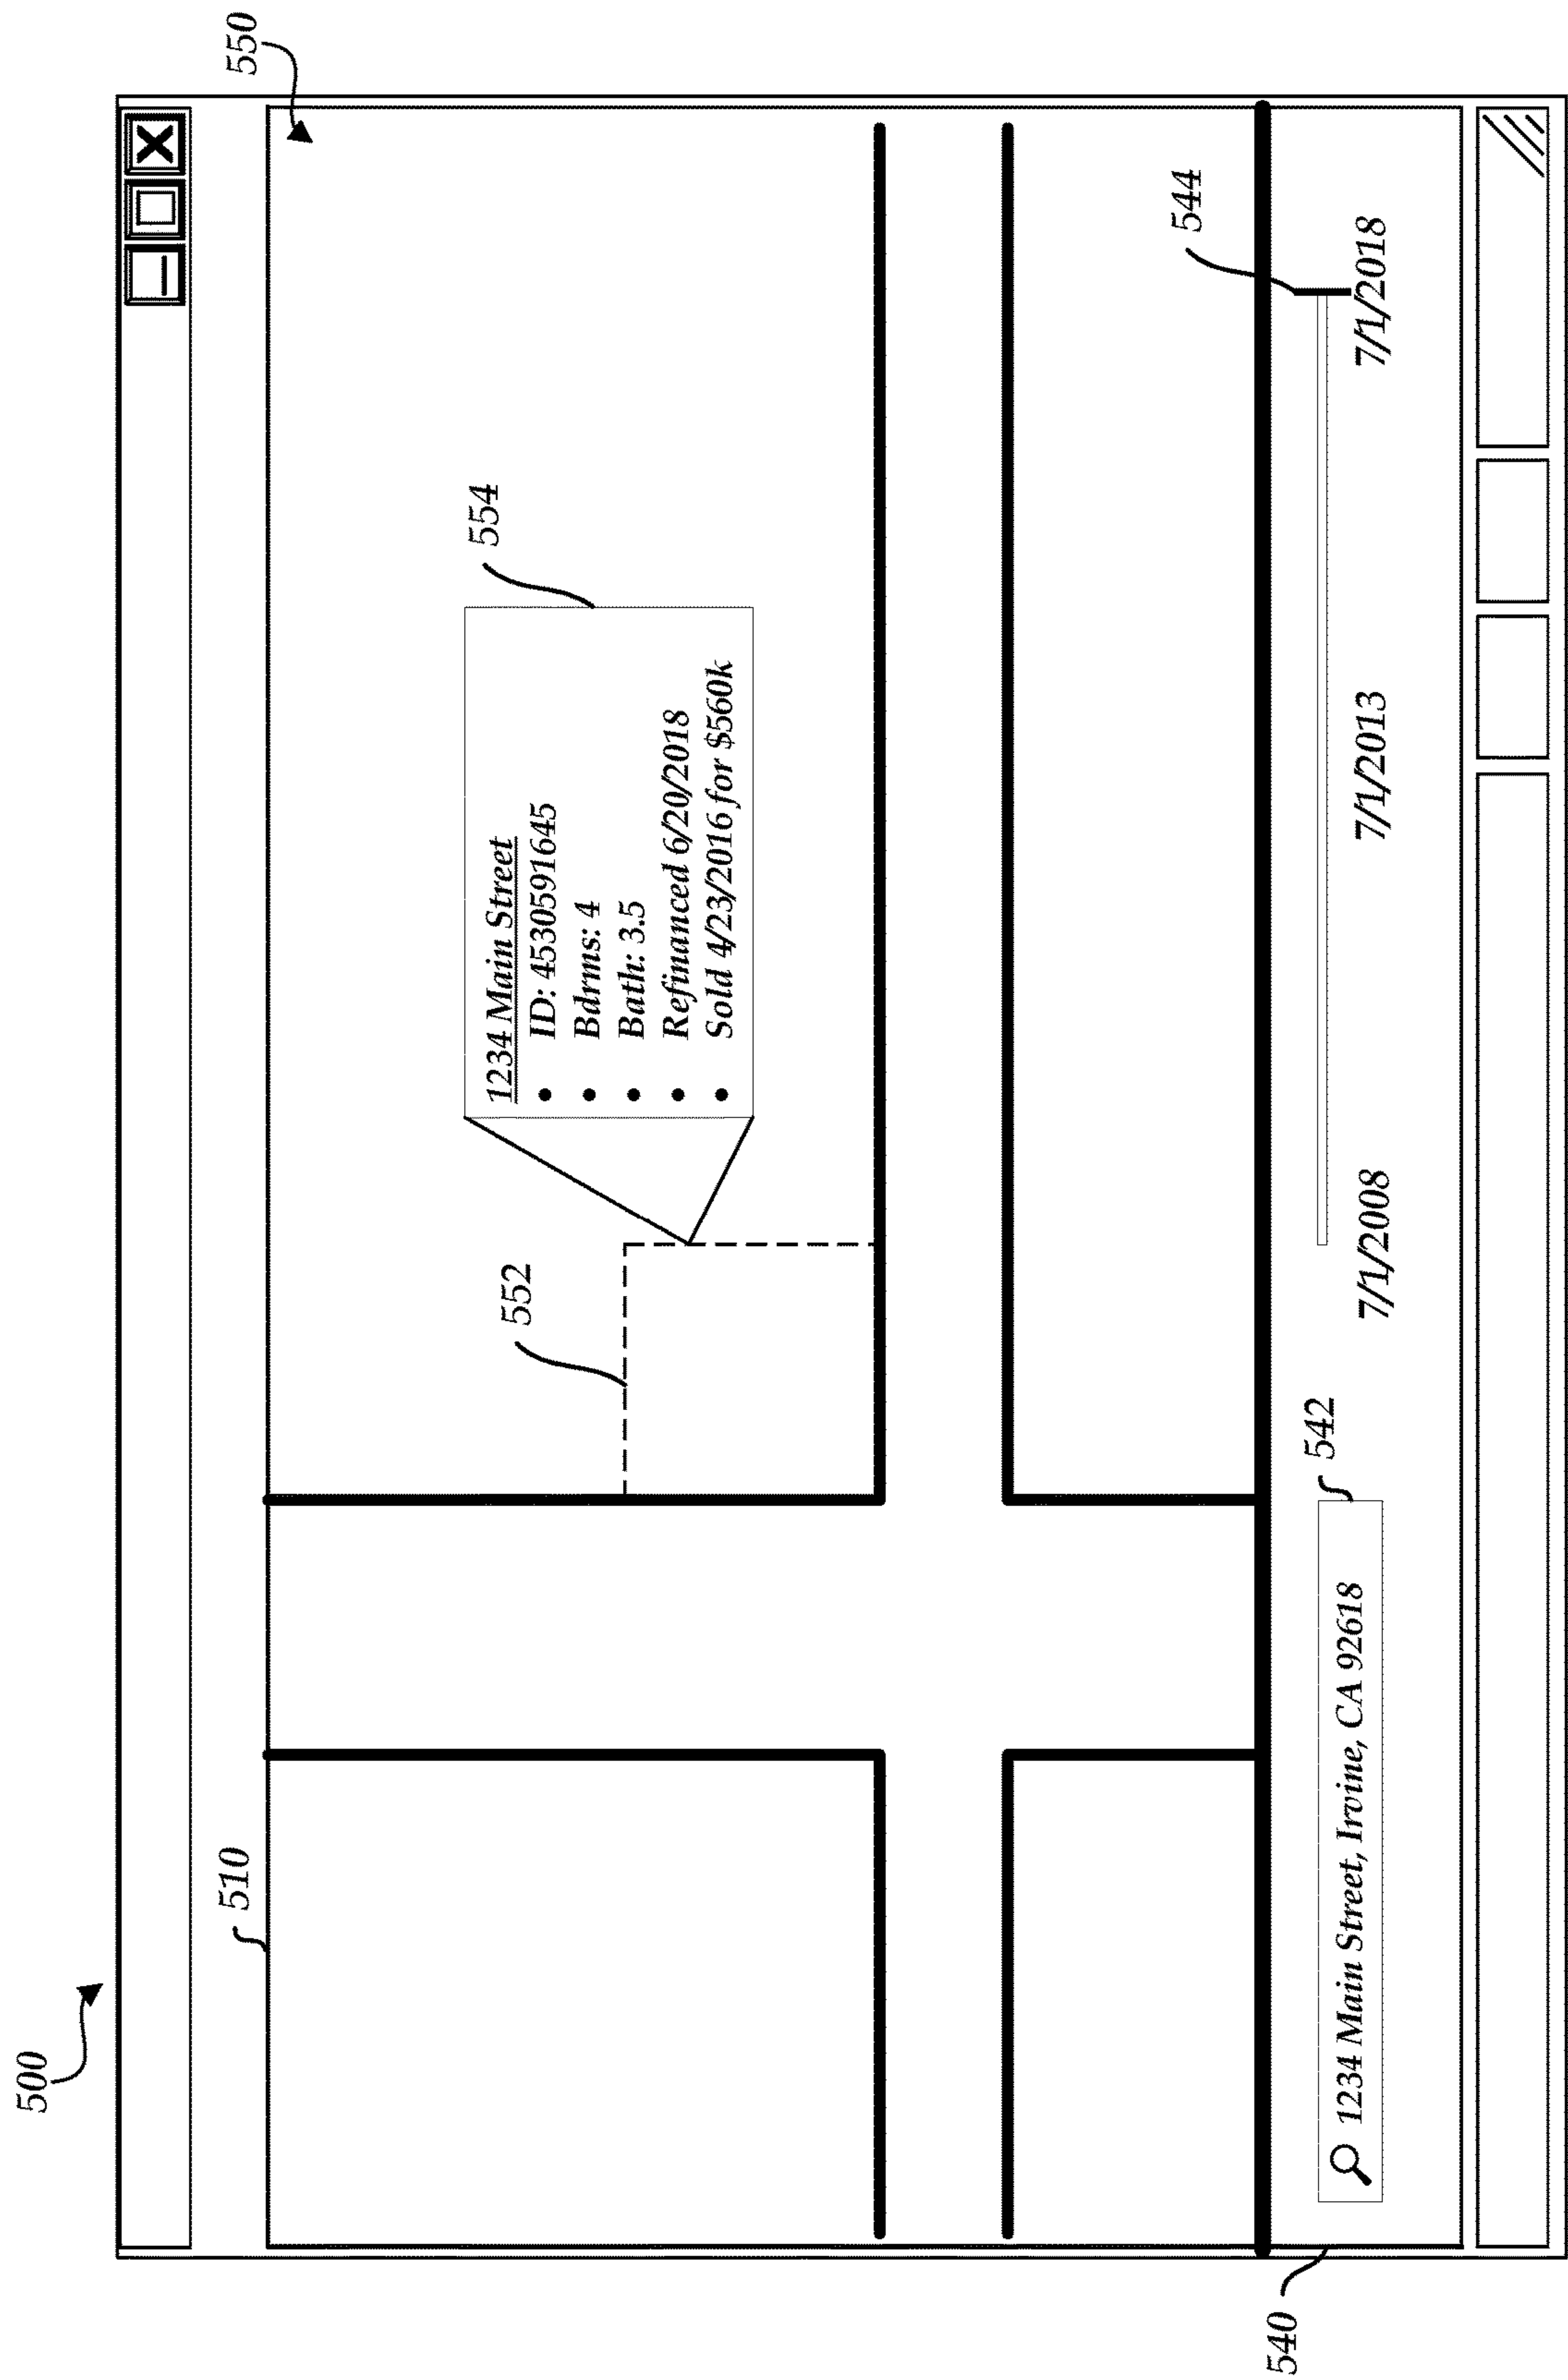 500
510
550
552
554
1234 Main Street
• ID: 4530591645
• Bdrms: 4
• Bath: 3.5
• Refinanced 6/20/2018
• Sold 4/23/2016 for $560k
540
1234 Main Street, Irvine, CA 92618
542
544
7/1/2008
7/1/2013
7/1/2018